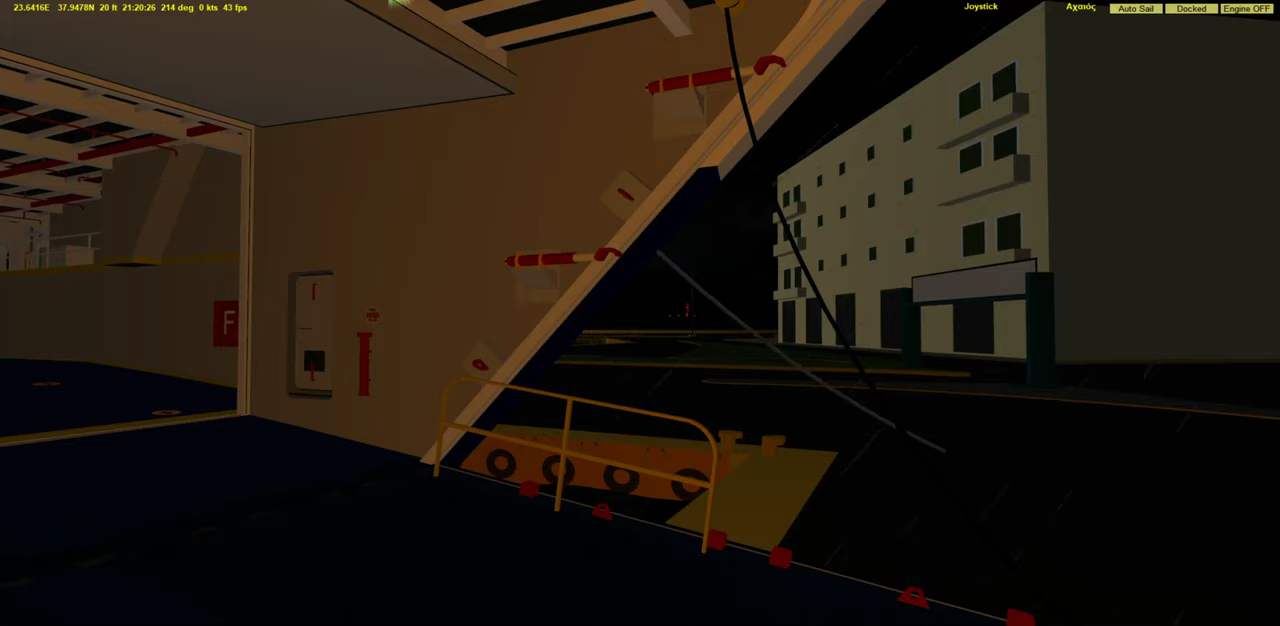 23.6416E 37.9478N 20 ft 21:20:26 214 deg 0 kts 43 fps
Joystick
Αχαιός
Auto Sail
Docked
Engine OFF
F